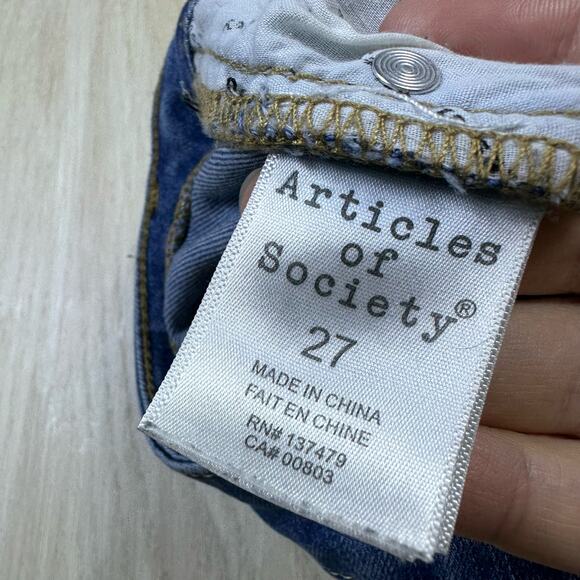 Articles
of
Society®
27
MADE IN CHINA
FAIT EN CHINE
RN# 137479
CA# 00803